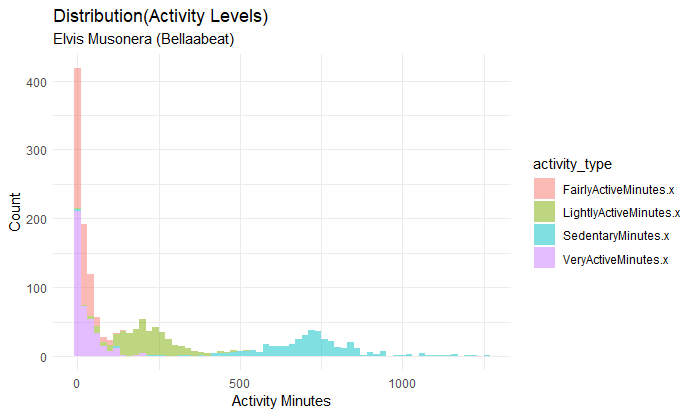 Distribution(Activity Levels)
Elvis Musonera (Bellaabeat)
400
300
200
100
0
Count
0 500 1000
Activity Minutes
activity_type
FairlyActiveMinutes.x
LightlyActiveMinutes.x
SedentaryMinutes.x
VeryActiveMinutes.x